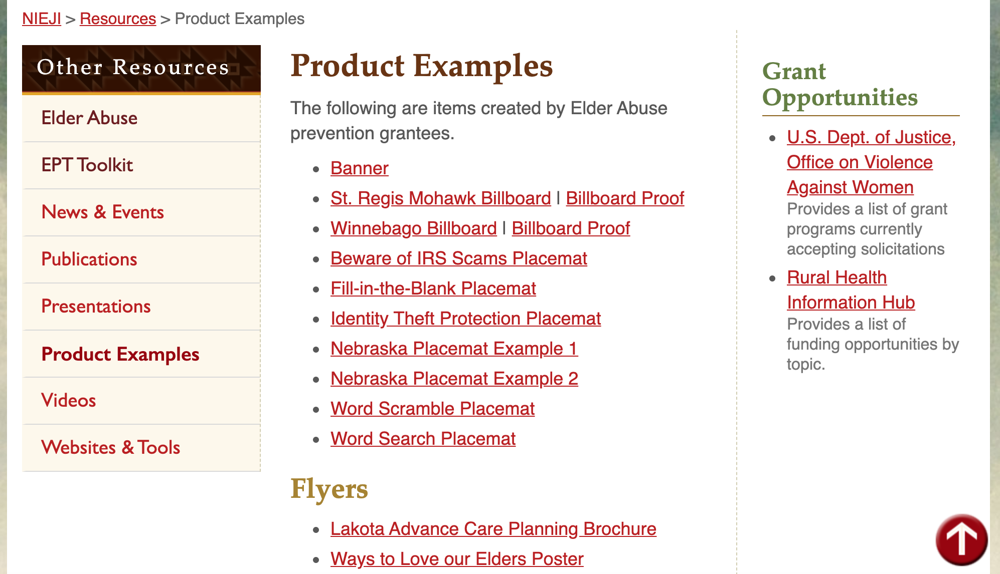 NIEJI > Resources > Product Examples
Other Resources
Elder Abuse
EPT Toolkit
News & Events
Publications
Presentations
Product Examples
Videos
Websites & Tools
Product Examples
The following are items created by Elder Abuse
prevention grantees.
Banner
St. Regis Mohawk Billboard | Billboard Proof
Winnebago Billboard | Billboard Proof
Beware of IRS Scams Placemat
Fill-in-the-Blank Placemat
Identity Theft Protection Placemat
Nebraska Placemat Example 1
Nebraska Placemat Example 2
Word Scramble Placemat
Word Search Placemat
Flyers
Lakota Advance Care Planning Brochure
Ways to Love our Elders Poster
Grant
Opportunities
U.S. Dept. of Justice,
Office on Violence
Against Women
Provides a list of grant
programs currently
accepting solicitations
Rural Health
Information Hub
Provides a list of
funding opportunities by
topic.